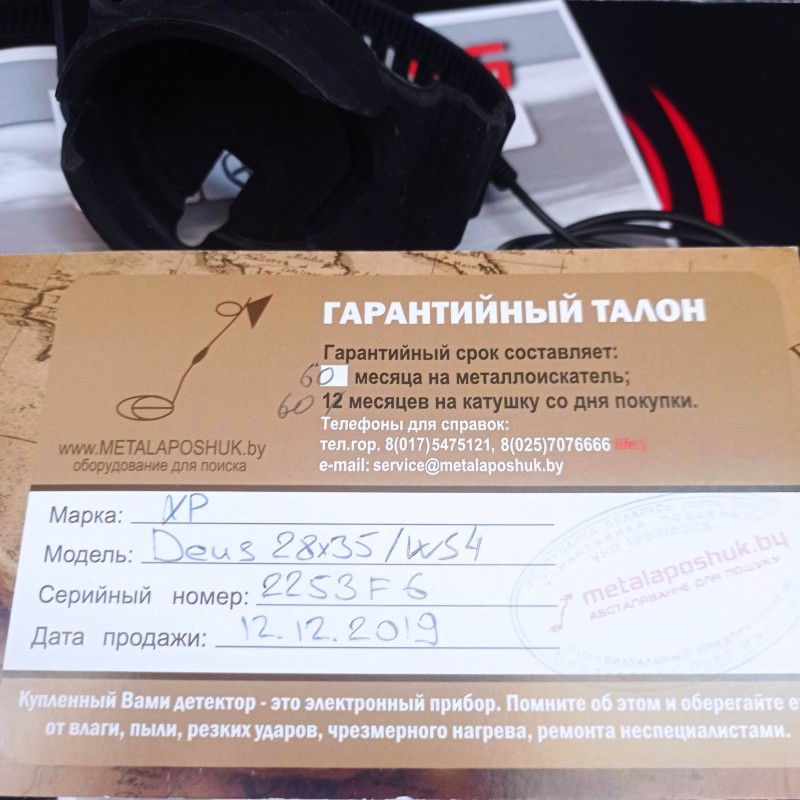 ГАРАНТИЙНЫЙ ТАЛОН
Гарантийный срок составляет:
60 месяца на металлоискатель;
60 12 месяцев на катушку со дня покупки.
Телефоны для справок:
тел.гор. 8(017)5475121, 8(025)7076666 life:)
e-mail: service@metalaposhuk.by
www.METALAPOSHUK.by
оборудование для поиска
Марка: XP
Модель: Deus 28x35/WS4
Серийный номер: 2253F6
Дата продажи: 12.12.2019
metalaposhuk.by
АБСТАЛЯВАННЕ ДЛЯ ПОШУКУ
Купленный Вами детектор - это электронный прибор. Помните об этом и оберегайте
от влаги, пыли, резких ударов, чрезмерного нагрева, ремонта неспециалистами.